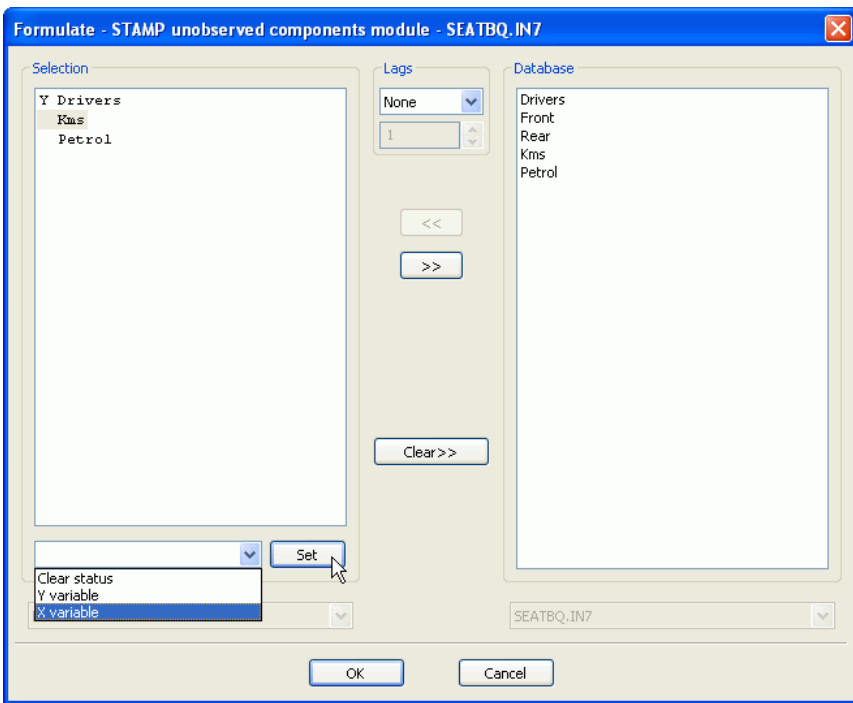 Formulate - STAMP unobserved components module - SEATBQ.IN7
Selection
Y Drivers
Kms
Petrol
Lags
None
1
<<
>>
Clear>>
Database
Drivers
Front
Rear
Kms
Petrol
Set
Clear status
Y variable
X variable
SEATBQ.IN7
OK
Cancel